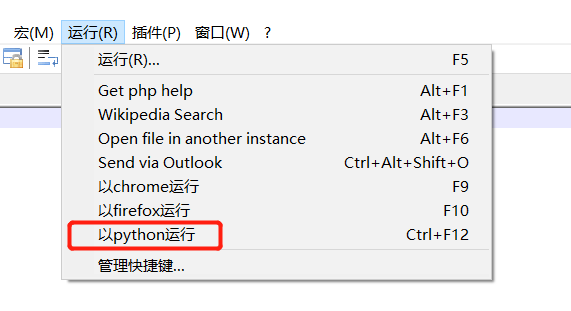 宏(M) 运行(R) 插件(P) 窗口(W) ?
运行(R)... F5
Get php help Alt+F1
Wikipedia Search Alt+F3
Open file in another instance Alt+F6
Send via Outlook Ctrl+Alt+Shift+O
以chrome运行 F9
以firefox运行 F10
以python运行 Ctrl+F12
管理快捷键...